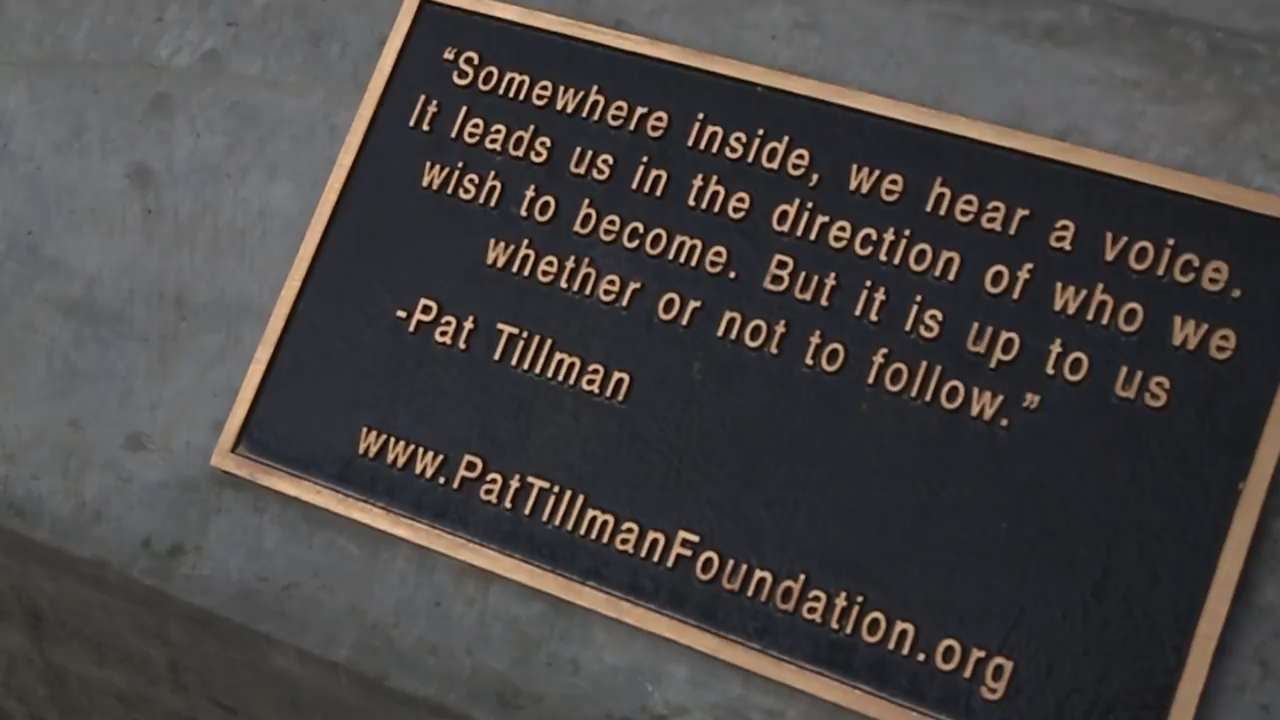 “Somewhere inside, we hear a voice.
It leads us in the direction of who we
wish to become. But it is up to us
whether or not to follow.”
-Pat Tillman
www.PatTillmanFoundation.org